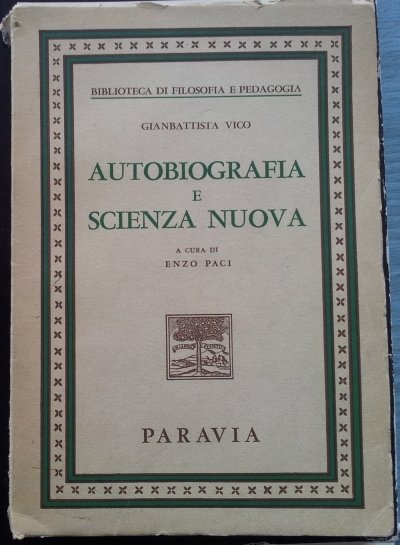 BIBLIOTECA DI FILOSOFIA E PEDAGOGIA
GIANBATTISTA VICO
AUTOBIOGRAFIA
E
SCIENZA NUOVA
A CURA DI
ENZO PACI
PARAVIA